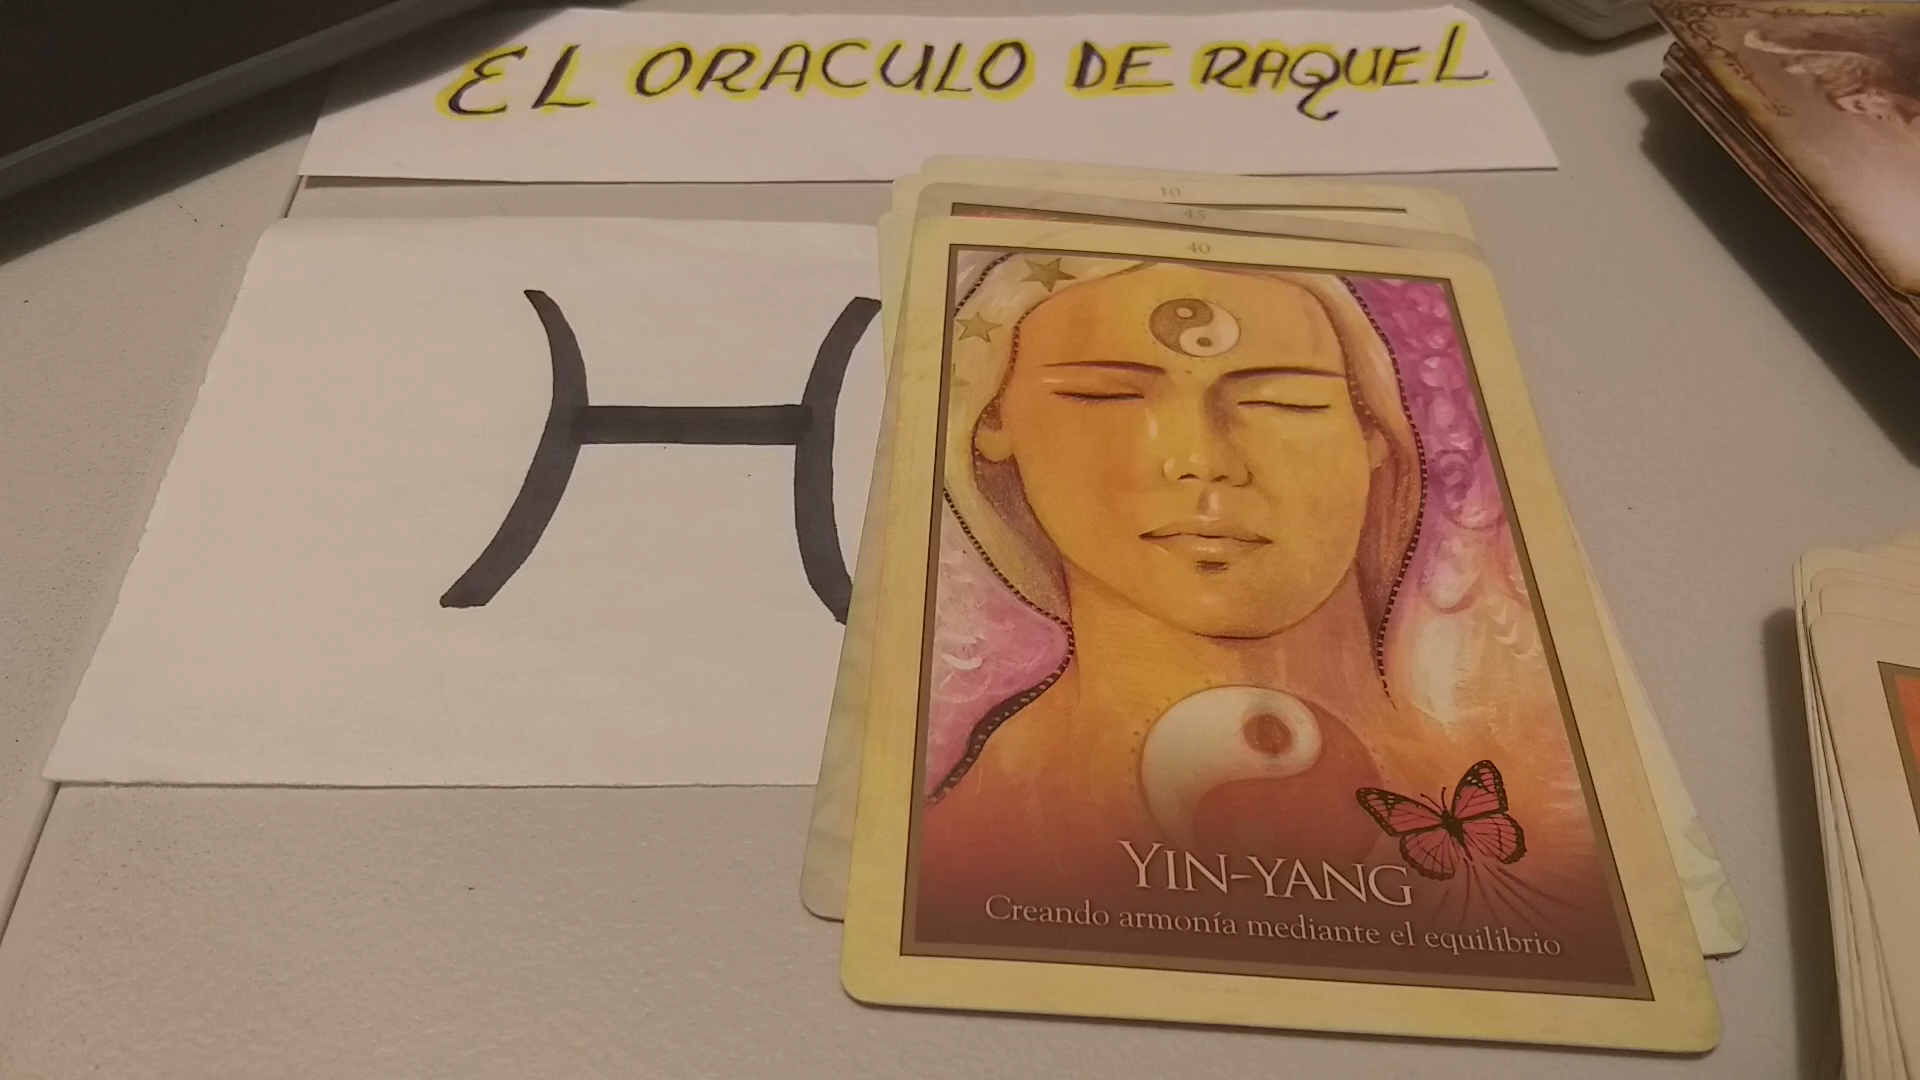 EL ORACULO DE RAQUEL
10
45
40
YIN-YANG
Creando armonía mediante el equilibrio